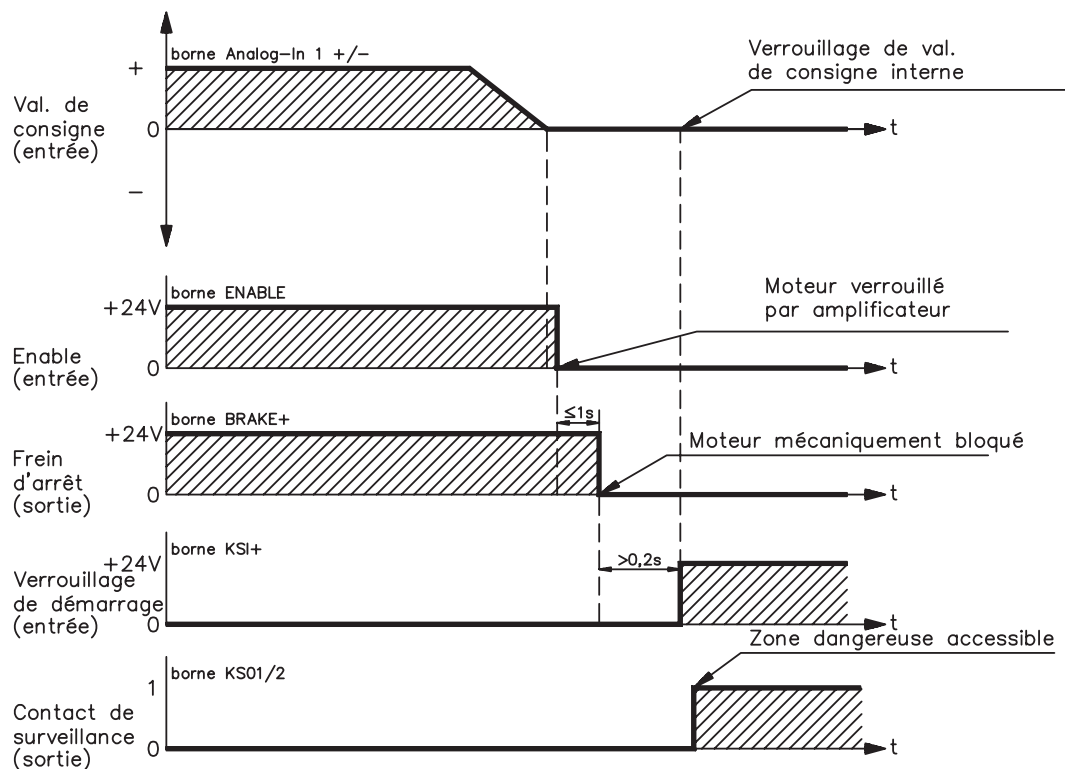 borne Analog-In 1 +/-
+
Val. de
consigne
(entrée)
0
-
t
Verrouillage de val.
de consigne interne
borne ENABLE
+24V
Enable
(entrée)
0
t
Moteur verrouillé
par amplificateur
borne BRAKE+
+24V
≤1s
Frein
d'arrêt
(sortie)
0
t
Moteur mécaniquement bloqué
borne KSI+
+24V
Verrouillage
de démarrage
(entrée)
0
>0,2s
t
Zone dangereuse accessible
borne KS01/2
1
Contact de
surveillance
(sortie)
0
t